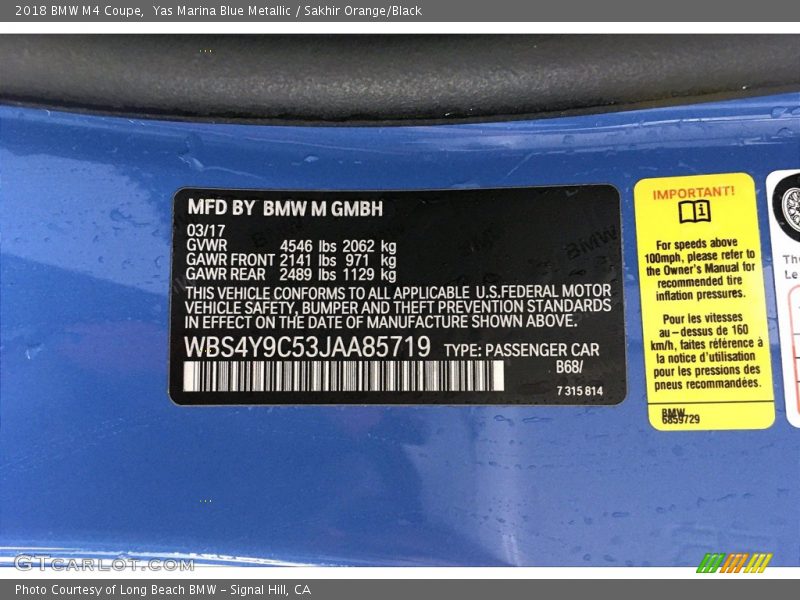 2018 BMW M4 Coupe,  Yas Marina Blue Metallic / Sakhir Orange/Black
MFD BY BMW M GMBH
03/17
GVWR 4546 lbs 2062 kg
GAWR FRONT 2141 lbs 971 kg
GAWR REAR 2489 lbs 1129 kg
THIS VEHICLE CONFORMS TO ALL APPLICABLE U.S.FEDERAL MOTOR
VEHICLE SAFETY, BUMPER AND THEFT PREVENTION STANDARDS
IN EFFECT ON THE DATE OF MANUFACTURE SHOWN ABOVE.
WBS4Y9C53JAA85719 TYPE: PASSENGER CAR
B68/
7 315 814
IMPORTANT!
For speeds above
100mph, please refer to
the Owner's Manual for
recommended tire
inflation pressures.
Pour les vitesses
au-dessus de 160
km/h, faites référence à
la notice d'utilisation
pour les pressions des
pneus recommandées.
BMW
6859729
Th
Le
GTCarLot.com
Photo Courtesy of Long Beach BMW - Signal Hill, CA